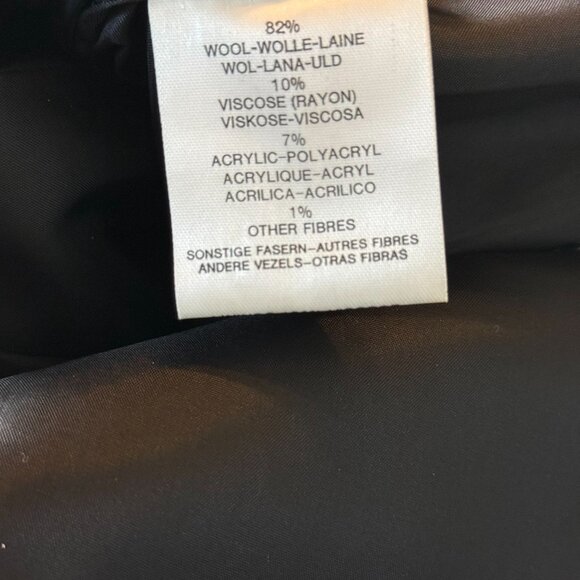 82%
WOOL-WOLLE-LAINE
WOL-LANA-ULD
10%
VISCOSE (RAYON)
VISKOSE-VISCOSA
7%
ACRYLIC-POLYACRYL
ACRYLIQUE-ACRYL
ACRILICA-ACRILICO
1%
OTHER FIBRES
SONSTIGE FASERN-AUTRES FIBRES
ANDERE VEZELS-OTRAS FIBRAS